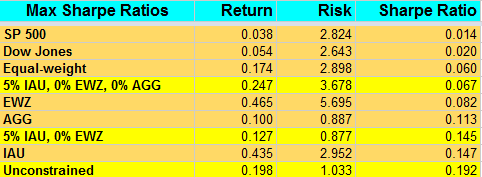 Max Sharpe Ratios Return Risk Sharpe Ratio
SP 500 0.038 2.824 0.014
Dow Jones 0.054 2.643 0.020
Equal-weight 0.174 2.898 0.060
5% IAU, 0% EWZ, 0% AGG 0.247 3.678 0.067
EWZ 0.465 5.695 0.082
AGG 0.100 0.887 0.113
5% IAU, 0% EWZ 0.127 0.877 0.145
IAU 0.435 2.952 0.147
Unconstrained 0.198 1.033 0.192